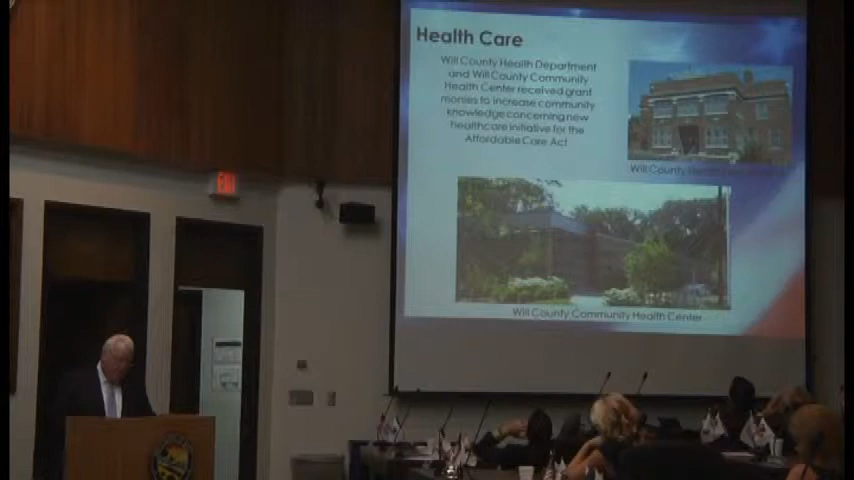 Health Care
Will County Health Department
and Will County Community
Health Center received grant
monies to increase community
knowledge concerning new
healthcare initiative for the
Affordable Care Act
Will County
Will County Community Health Center